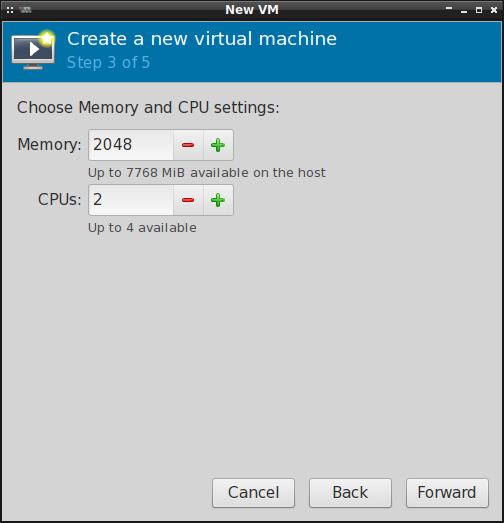 New VM
Create a new virtual machine
Step 3 of 5
Choose Memory and CPU settings:
Memory: 2048
Up to 7768 MiB available on the host
CPUs: 2
Up to 4 available
Cancel Back Forward